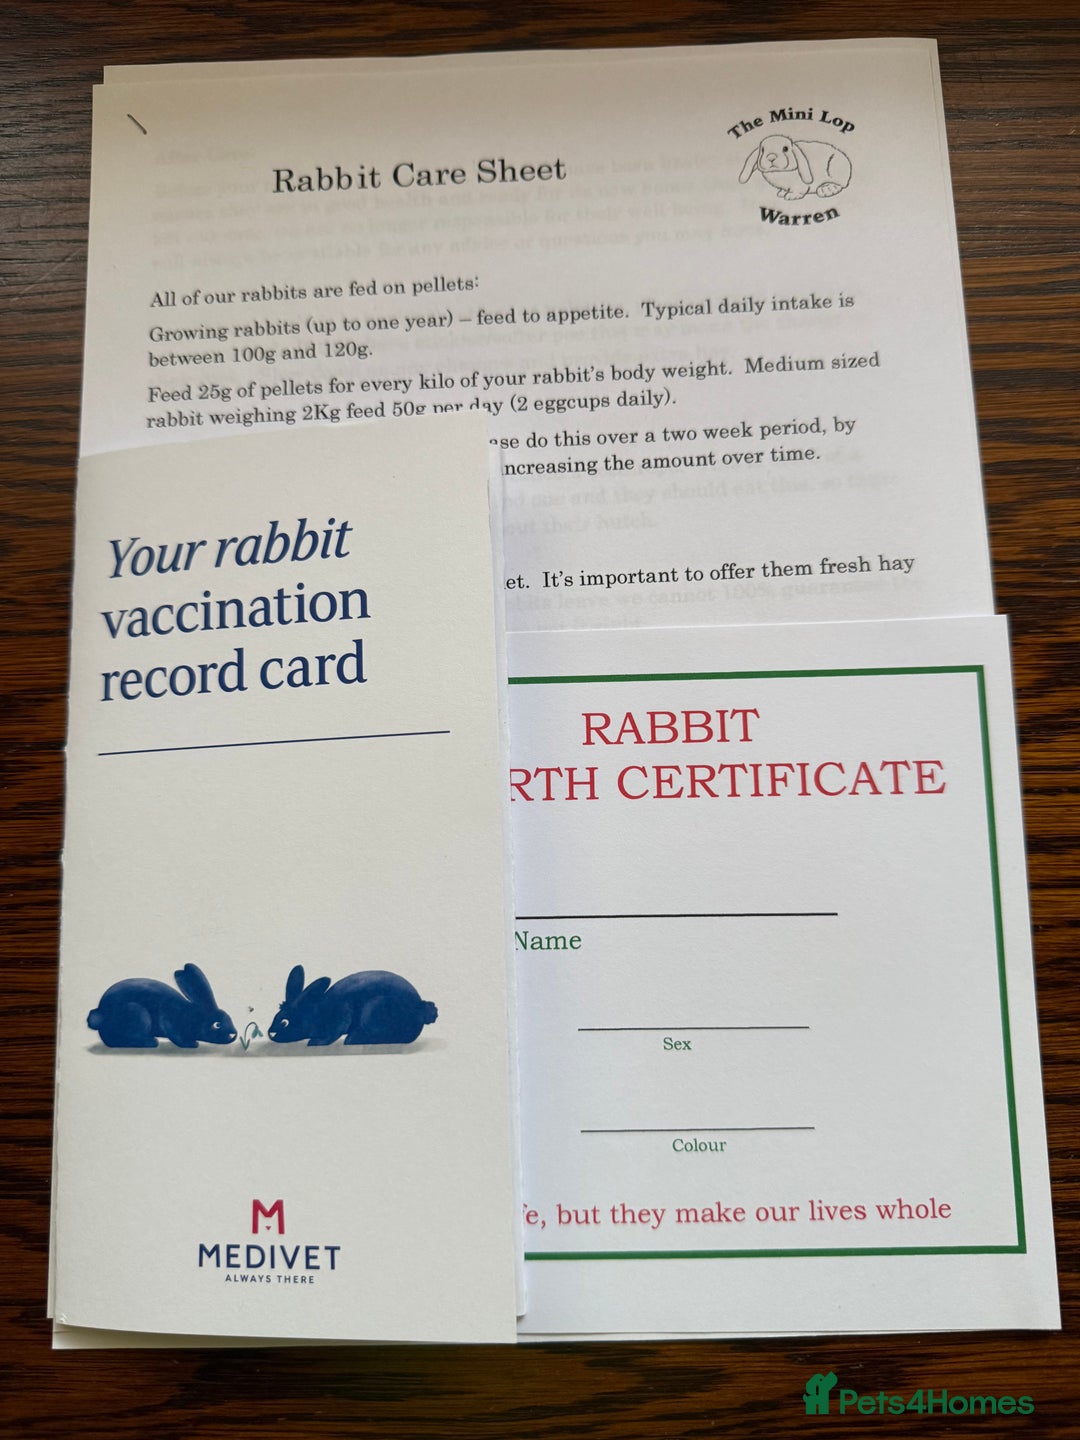 The Mini Lop
Warren
Rabbit Care Sheet
All of our rabbits are fed on pellets:
Growing rabbits (up to one year) – feed to appetite. Typical daily intake is
between 100g and 120g.
Feed 25g of pellets for every kilo of your rabbit's body weight. Medium sized
rabbit weighing 2Kg feed 50g per day (2 eggcups daily).
do this over a two week period, by
increasing the amount over time.
It's important to offer them fresh hay
Your rabbit
vaccination
record card
MEDIVET
ALWAYS THERE
RABBIT
RTH CERTIFICATE
Name
Sex
Colour
, but they make our lives whole
Pets4Homes